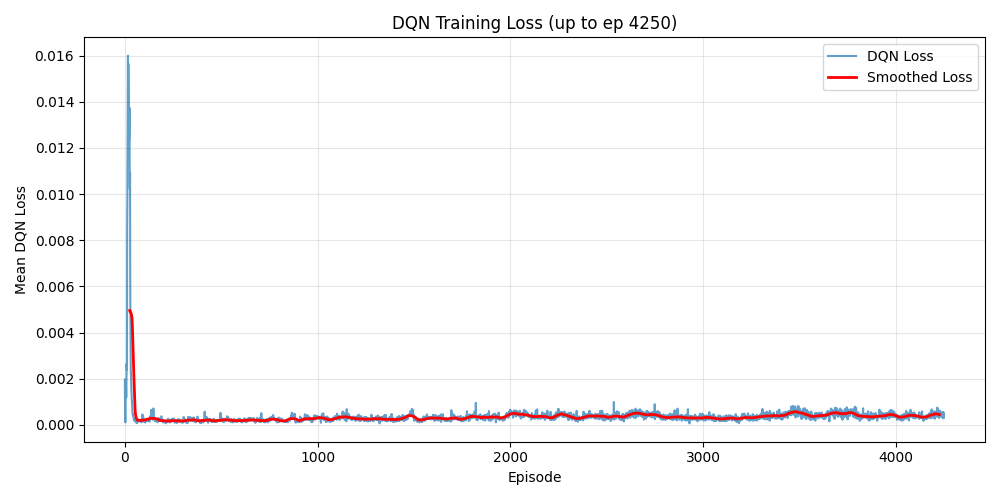 DQN Training Loss (up to ep 4250)
DQN Loss
Smoothed Loss
Mean DQN Loss
0.016
0.014
0.012
0.010
0.008
0.006
0.004
0.002
0.000
0 1000 2000 3000 4000
Episode